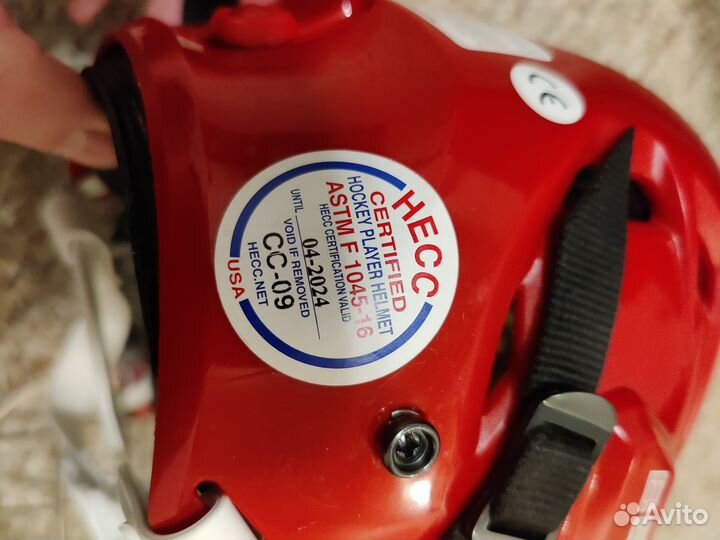 HECC
CERTIFIED
HOCKEY PLAYER HELMET
ASTM F 1045-16
HECC CERTIFICATION VALID
UNTIL 04-2024
VOID IF REMOVED
CC-09
HECC.NET
USA
CE
Avito